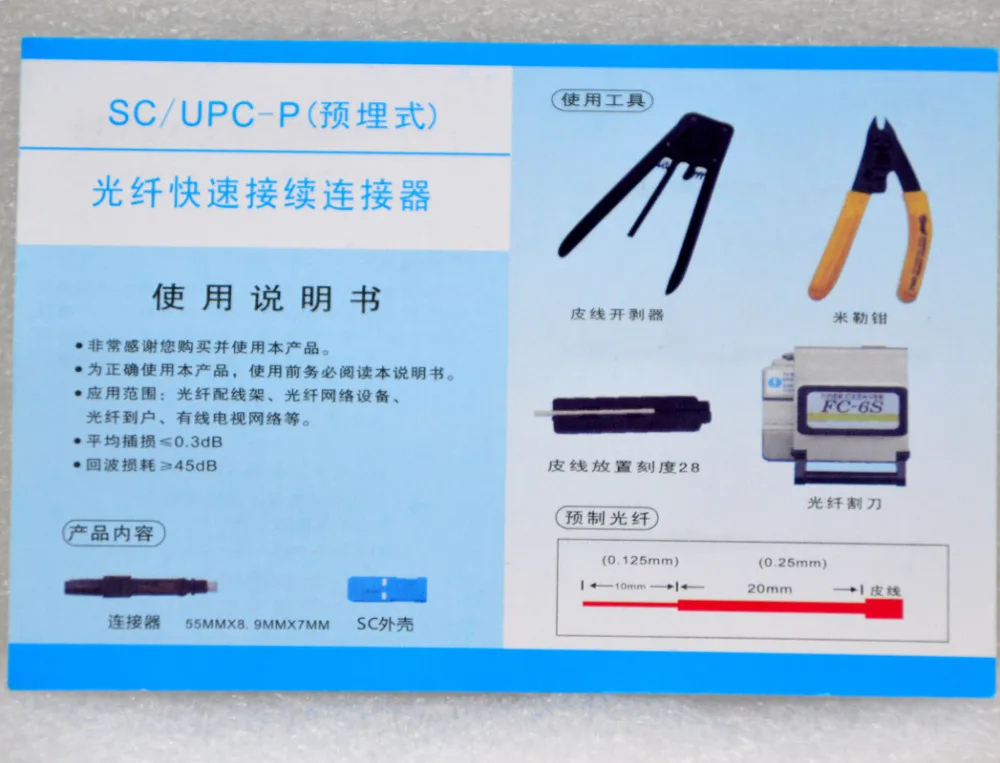 SC/UPC-P(预埋式)
光纤快速接续连接器
使用说明书
•非常感谢您购买并使用本产品。
•为正确使用本产品，使用前务必阅读本说明书。
•应用范围：光纤配线架、光纤网络设备、
光纤到户、有线电视网络等。
•平均插损≤0.3dB
•回波损耗≥45dB
产品内容
连接器 55MMX8.9MMX7MM SC外壳
使用工具
皮线开剥器 米勒钳
FC-6S
皮线放置刻度28
光纤割刀
预制光纤
(0.125mm) (0.25mm)
10mm 20mm 皮线